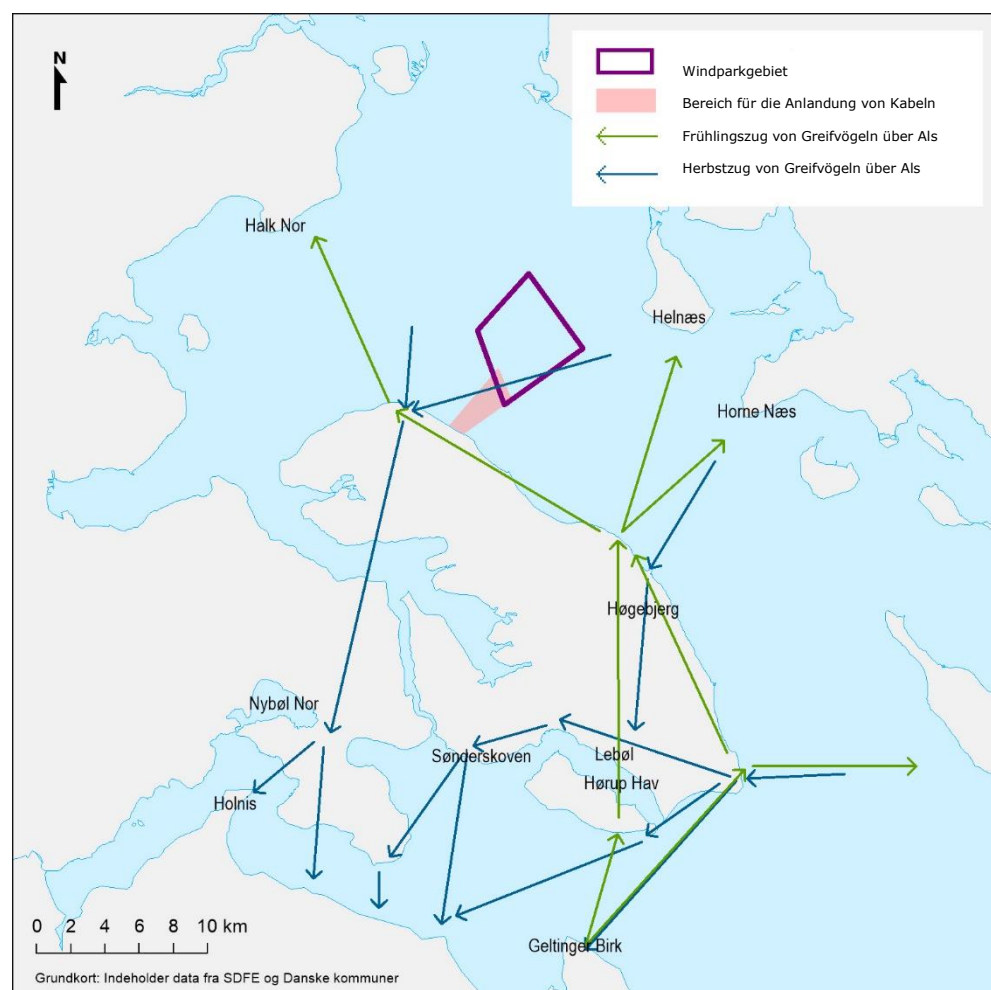 N
Windparkgebiet
Bereich für die Anlandung von Kabeln
Frühlingszug von Greifvögeln über Als
Herbstzug von Greifvögeln über Als
Halk Nor
Helnæs
Horne Næs
Høgebjerg
Nybøl Nor
Sønderskoven
Lebøl
Hørup Hav
Holnis
Geltinger Birk
0 2 4 6 8 10 km
Grundkort: Indeholder data fra SDFE og Danske kommuner